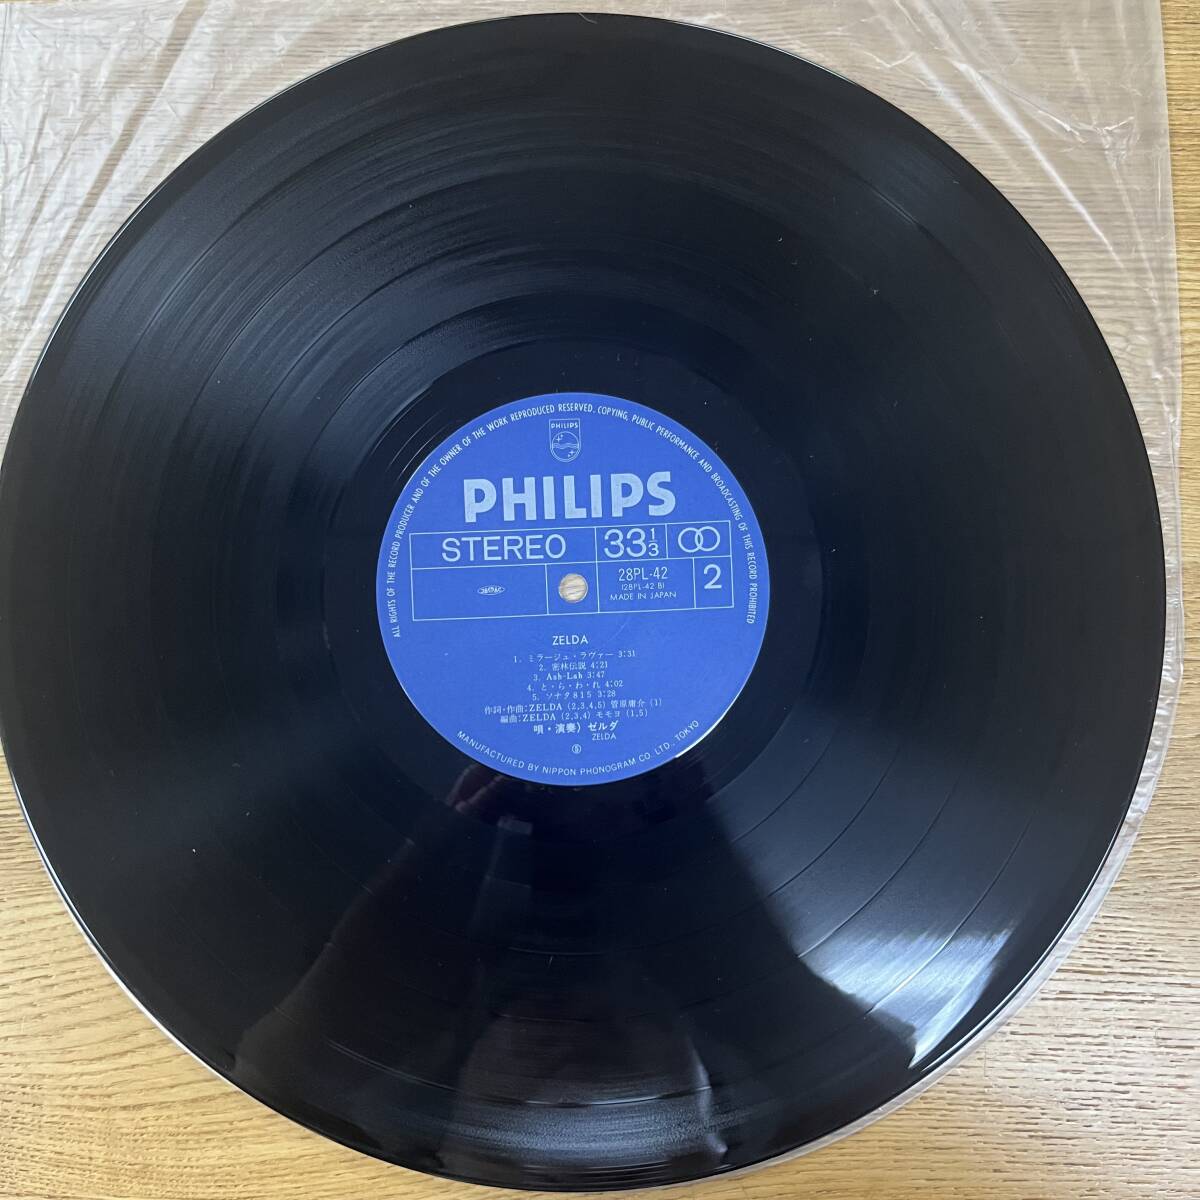 ALL RIGHTS OF THE RECORD PRODUCER AND OF THE OWNER OF THE WORK REPRODUCED RESERVED. COPYING, PUBLIC PERFORMANCE AND BROADCASTING OF THIS RECORD PROHIBITED
PHILIPS
PHILIPS
STEREO
33 1/3
28PL-42
(28PL-42 B)
MADE IN JAPAN
2
JASRAC
ZELDA
1. ミラージュ・ラヴァー 3:31
2. 密林伝説 4:21
3. Ash-Lah 3:47
4. と・ら・わ・れ 4:02
5. ソナタ815 3:28
作詞・作曲:ZELDA (2,3,4,5) 菅原庸介 (1)
編曲:ZELDA (2,3,4) モモヨ (1,5)
唄・演奏) ゼルダ
ZELDA
Ⓢ
MANUFACTURED BY NIPPON PHONOGRAM CO. LTD., TOKYO